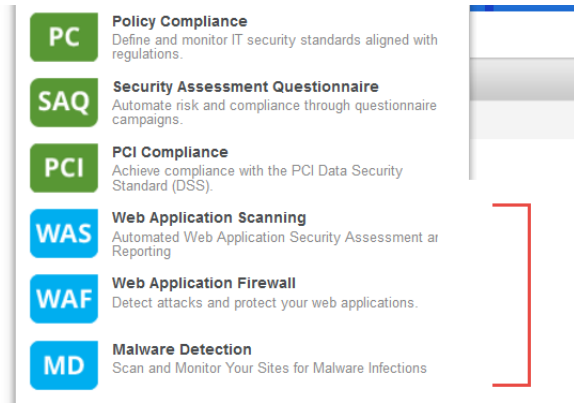 PC
Policy Compliance
Define and monitor IT security standards aligned with
regulations.
SAQ
Security Assessment Questionnaire
Automate risk and compliance through questionnaire
campaigns.
PCI
PCI Compliance
Achieve compliance with the PCI Data Security
Standard (DSS).
WAS
Web Application Scanning
Automated Web Application Security Assessment ar
Reporting
WAF
Web Application Firewall
Detect attacks and protect your web applications.
MD
Malware Detection
Scan and Monitor Your Sites for Malware Infections